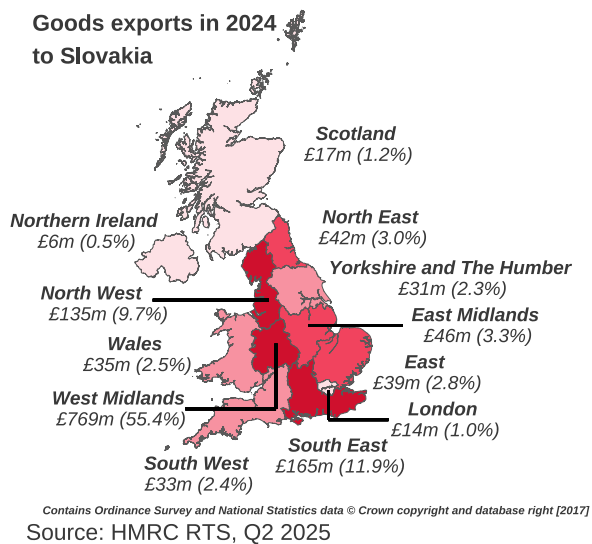 Goods exports in 2024
to Slovakia
Scotland
£17m (1.2%)
Northern Ireland
£6m (0.5%)
North East
£42m (3.0%)
Yorkshire and The Humber
£31m (2.3%)
North West
£135m (9.7%)
East Midlands
£46m (3.3%)
Wales
£35m (2.5%)
East
£39m (2.8%)
West Midlands
£769m (55.4%)
London
£14m (1.0%)
South East
£165m (11.9%)
South West
£33m (2.4%)
Contains Ordinance Survey and National Statistics data © Crown copyright and database right [2017]
Source: HMRC RTS, Q2 2025